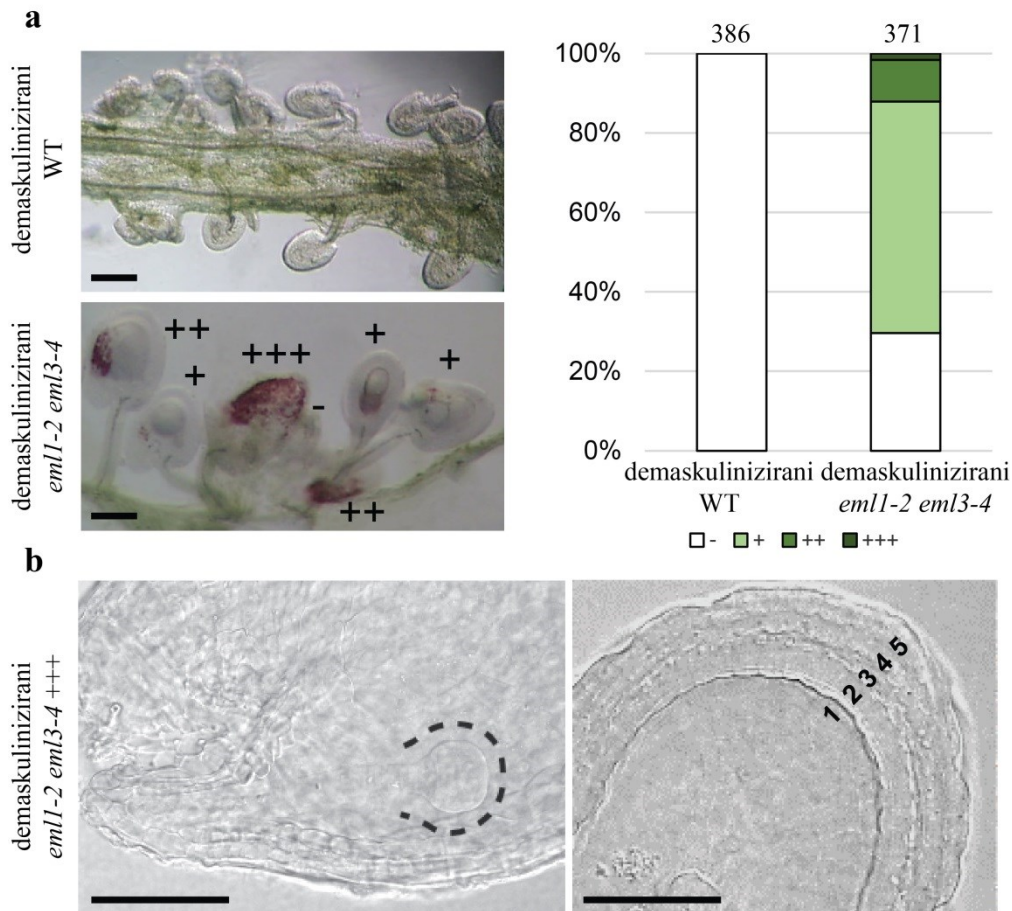 a
demaskulinizirani
WT
demaskulinizirani
eml1-2 eml3-4
++
+
+++
-
+
+
++
386
371
100%
80%
60%
40%
20%
0%
demaskulinizirani
WT
demaskulinizirani
eml1-2 eml3-4
- + ++ +++
b
demaskulinizirani
eml1-2 eml3-4 +++
1 2 3 4 5